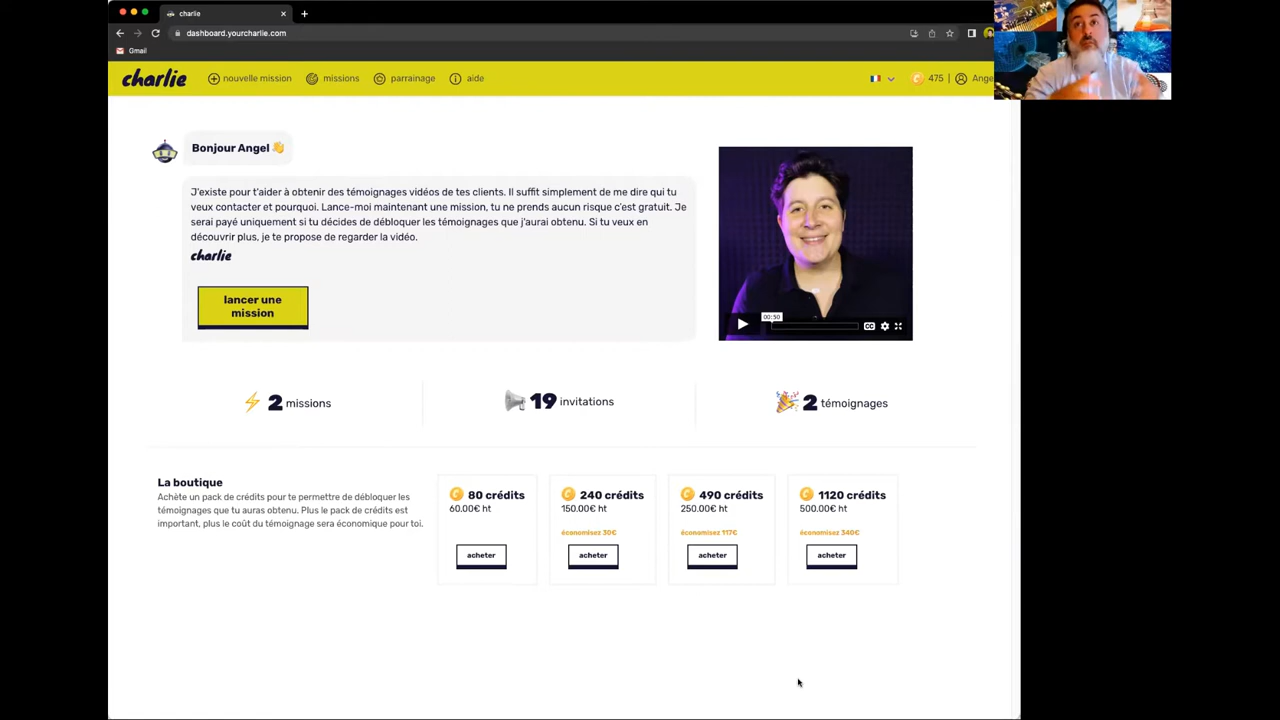 charlie
dashboard.yourcharlie.com
Gmail
charlie
nouvelle mission
missions
parrainage
aide
475
Ange
Bonjour Angel 👋
J'existe pour t'aider à obtenir des témoignages vidéos de tes clients. Il suffit simplement de me dire qui tu
veux contacter et pourquoi. Lance-moi maintenant une mission, tu ne prends aucun risque c'est gratuit. Je
serai payé uniquement si tu décides de débloquer les témoignages que j'aurai obtenu. Si tu veux en
découvrir plus, je te propose de regarder la vidéo.
charlie
lancer une
mission
00:50
CC
2 missions
19 invitations
2 témoignages
La boutique
Achète un pack de crédits pour te permettre de débloquer les
témoignages que tu auras obtenu. Plus le pack de crédits est
important, plus le coût du témoignage sera économique pour toi.
80 crédits
60.00€ ht
acheter
240 crédits
150.00€ ht
économisez 30€
acheter
490 crédits
250.00€ ht
économisez 117€
acheter
1120 crédits
500.00€ ht
économisez 340€
acheter